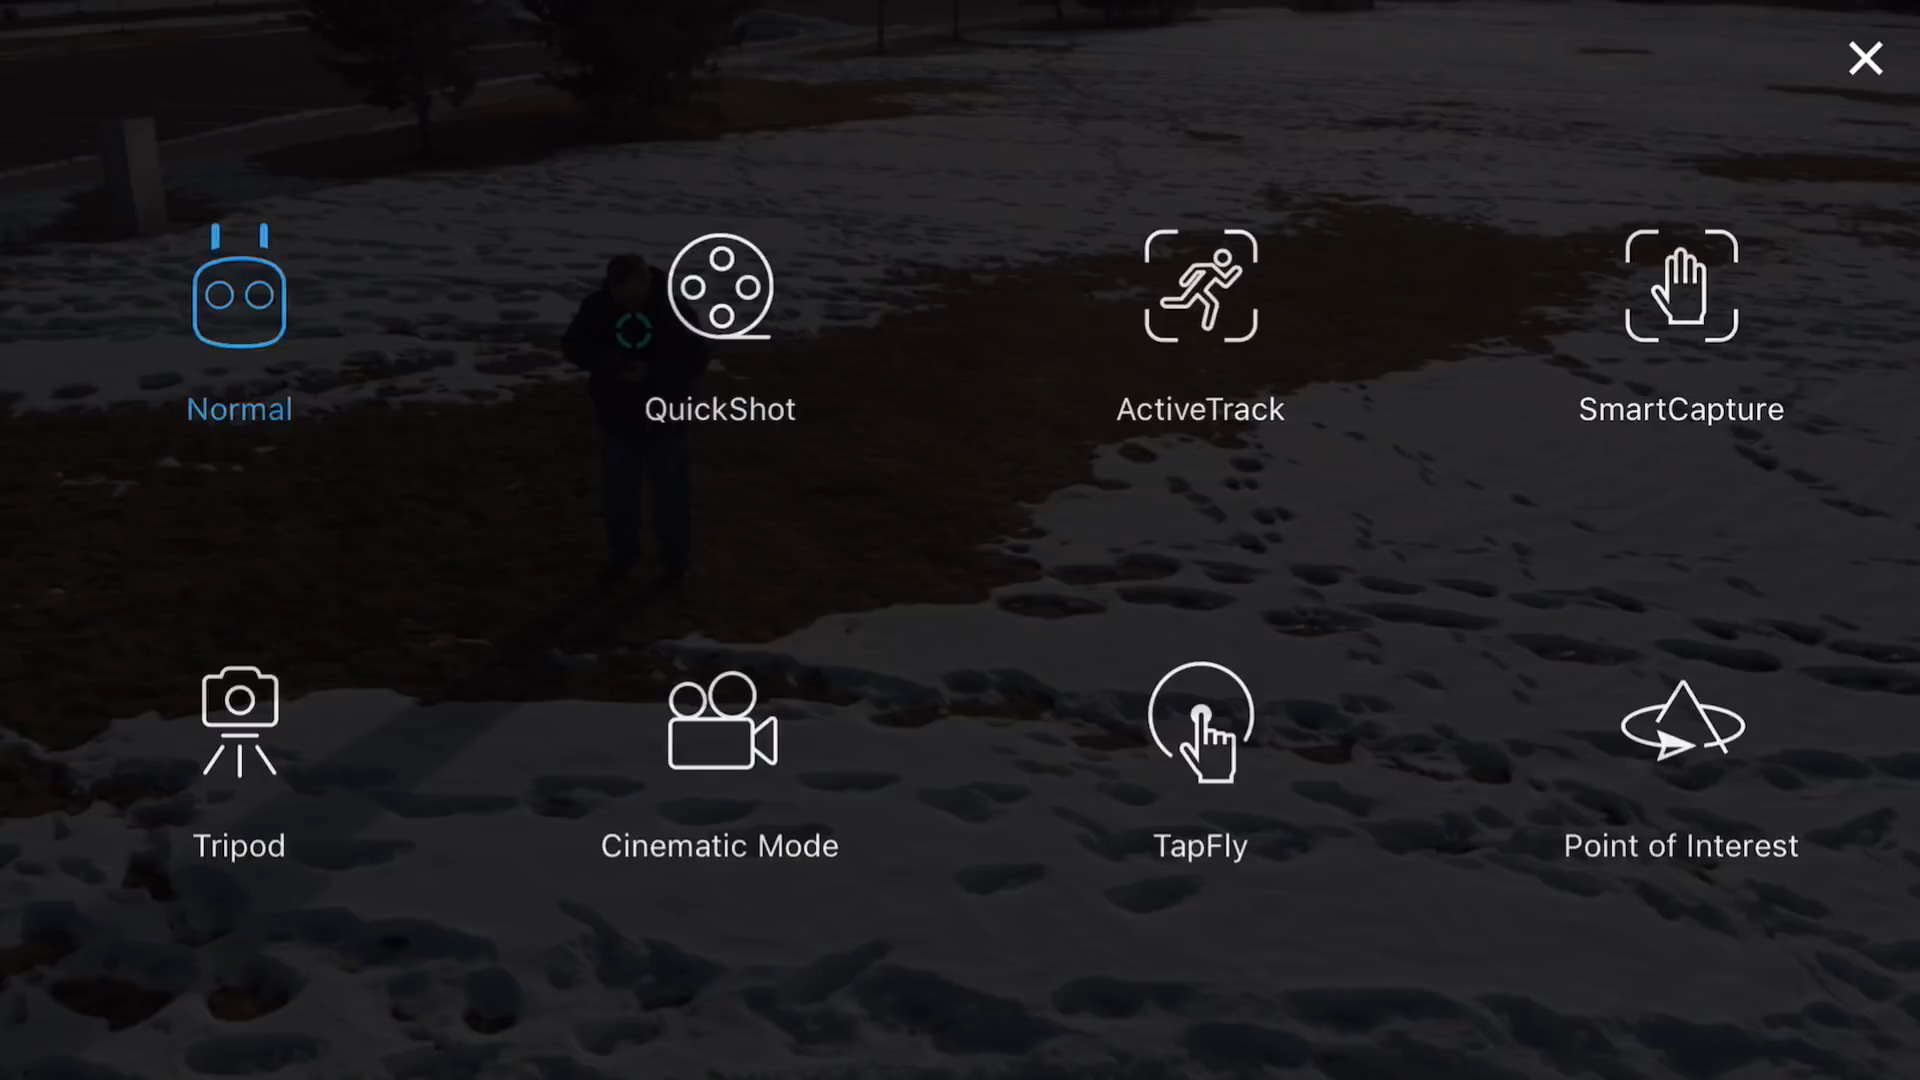 Normal
QuickShot
ActiveTrack
SmartCapture
Tripod
Cinematic Mode
TapFly
Point of Interest